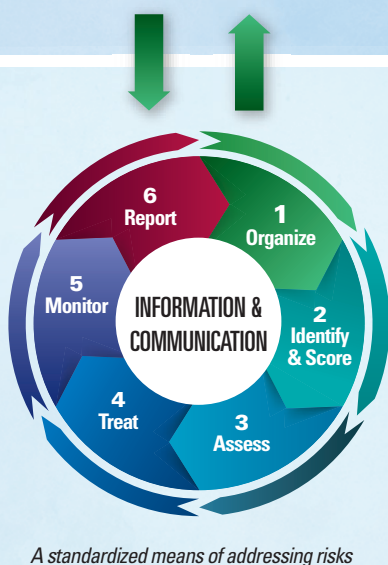 1
Organize
2
Identify
& Score
3
Assess
4
Treat
5
Monitor
6
Report
INFORMATION &
COMMUNICATION
A standardized means of addressing risks